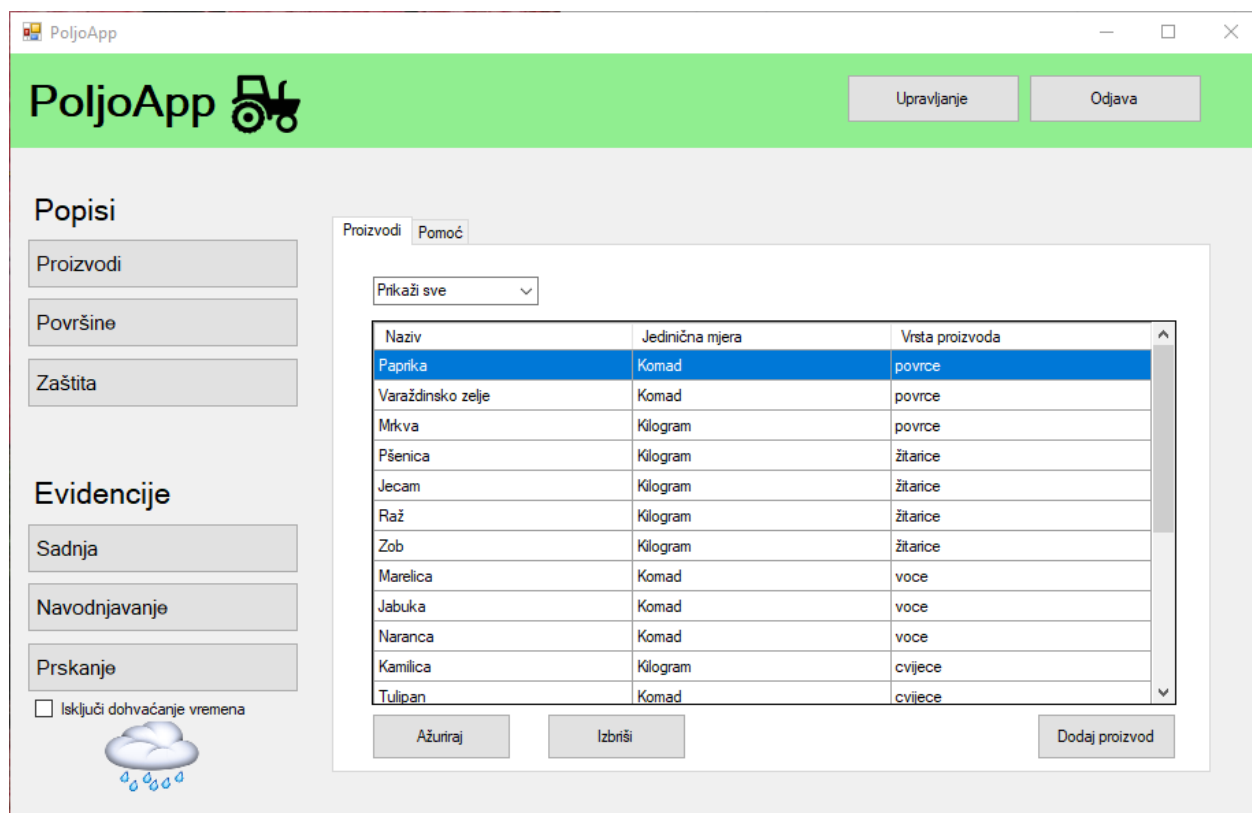 PoljoApp
PoljoApp
Upravljanje
Odjava
Popisi
Proizvodi
Površine
Zaštita
Evidencije
Sadnja
Navodnjavanje
Prskanje
Isključi dohvaćanje vremena
Proizvodi Pomoć
Prikaži sve
Naziv Jedinična mjera Vrsta proizvoda
Paprika Komad povrce
Varaždinsko zelje Komad povrce
Mrkva Kilogram povrce
Pšenica Kilogram žitarice
Jecam Kilogram žitarice
Raž Kilogram žitarice
Zob Kilogram žitarice
Marelica Komad voce
Jabuka Komad voce
Naranca Komad voce
Kamilica Kilogram cvijece
Tulipan Komad cvijece
Ažuriraj Izbriši Dodaj proizvod